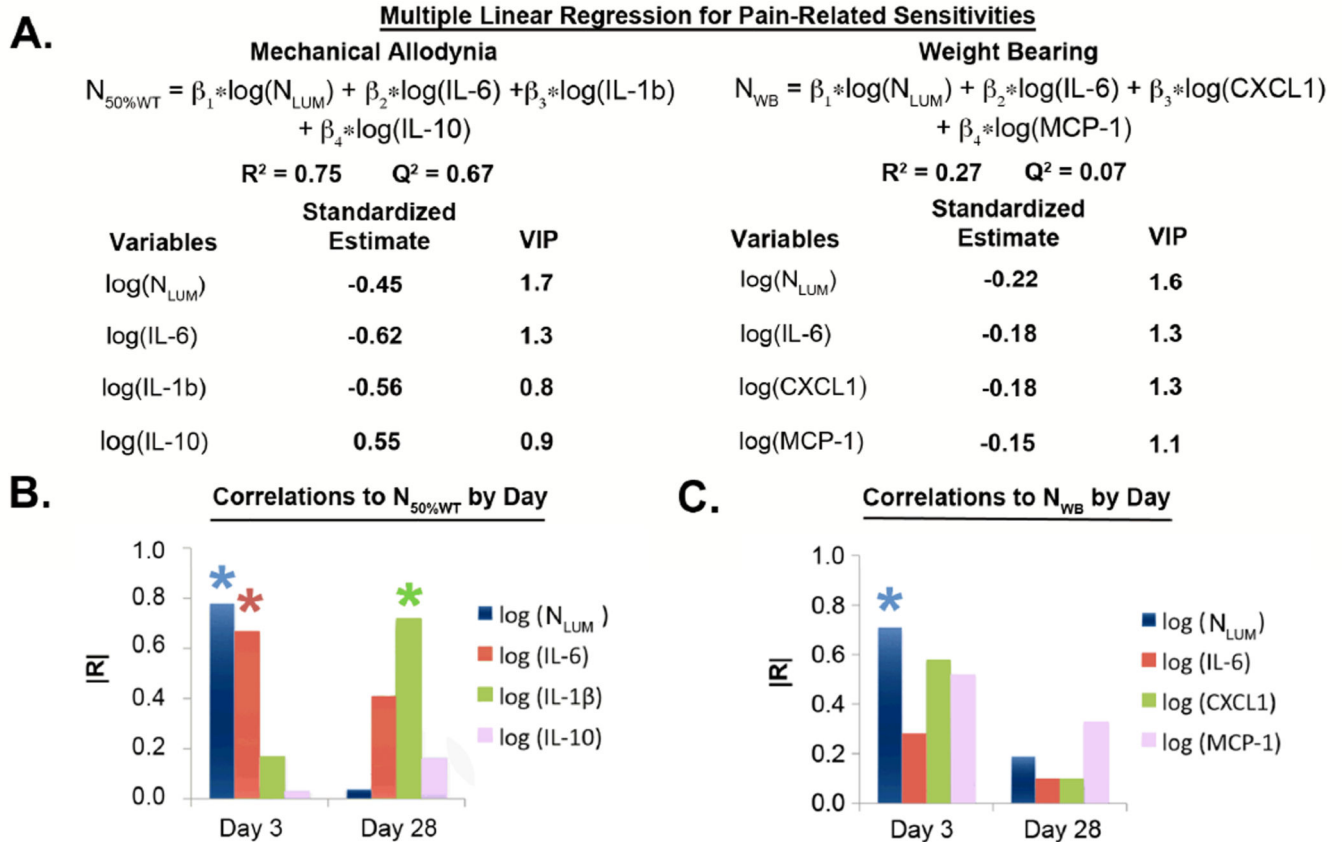 Multiple Linear Regression for Pain-Related Sensitivities
A.
Mechanical Allodynia
N50%WT = β1*log(NLUM) + β2*log(IL-6) +β3*log(IL-1b)
+ β4*log(IL-10)
R² = 0.75 Q² = 0.67
Variables Standardized Estimate VIP
log(NLUM) -0.45 1.7
log(IL-6) -0.62 1.3
log(IL-1b) -0.56 0.8
log(IL-10) 0.55 0.9
Weight Bearing
NWB = β1*log(NLUM) + β2*log(IL-6) + β3*log(CXCL1)
+ β4*log(MCP-1)
R² = 0.27 Q² = 0.07
Variables Standardized Estimate VIP
log(NLUM) -0.22 1.6
log(IL-6) -0.18 1.3
log(CXCL1) -0.18 1.3
log(MCP-1) -0.15 1.1
B.
Correlations to N50%WT by Day
|R|
1.0
0.8
0.6
0.4
0.2
0.0
* * *
Day 3 Day 28
log (NLUM )
log (IL-6)
log (IL-1β)
log (IL-10)
C.
Correlations to NWB by Day
|R|
1.0
0.8
0.6
0.4
0.2
0.0
*
Day 3 Day 28
log (NLUM)
log (IL-6)
log (CXCL1)
log (MCP-1)